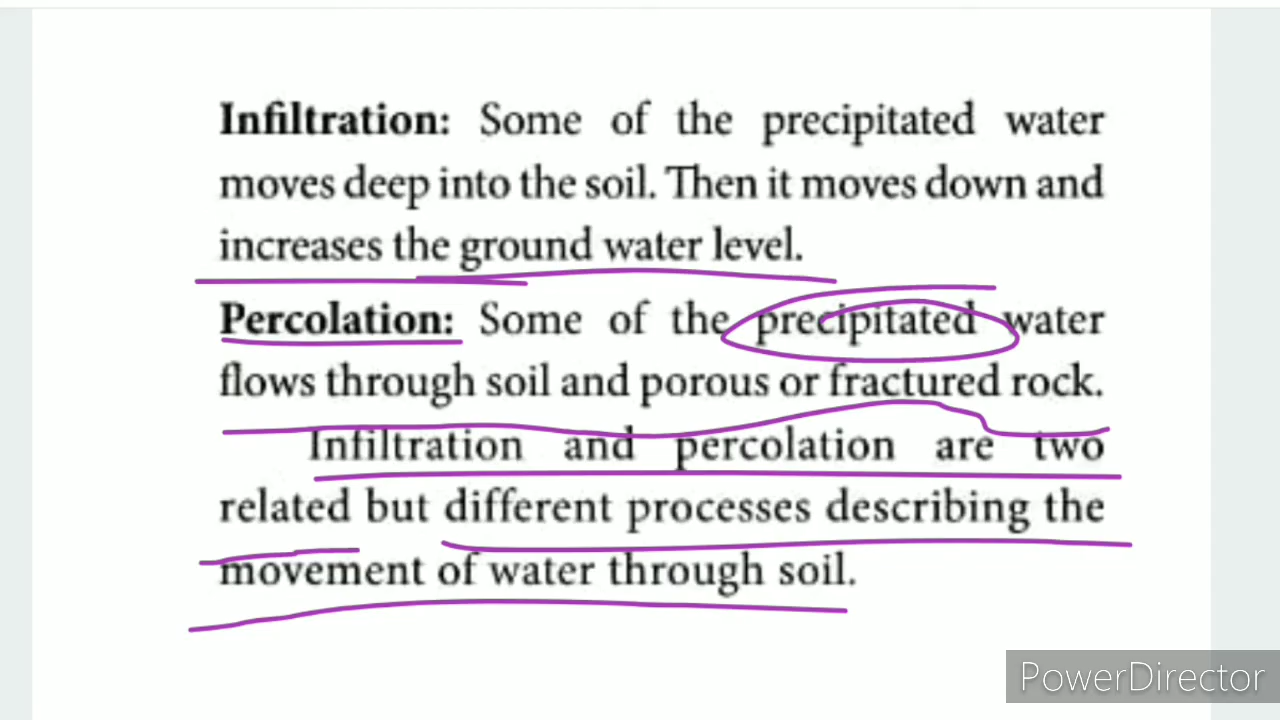 Infiltration: Some of the precipitated water
moves deep into the soil. Then it moves down and
increases the ground water level.
Percolation: Some of the precipitated water
flows through soil and porous or fractured rock.
Infiltration and percolation are two
related but different processes describing the
movement of water through soil.
PowerDirector